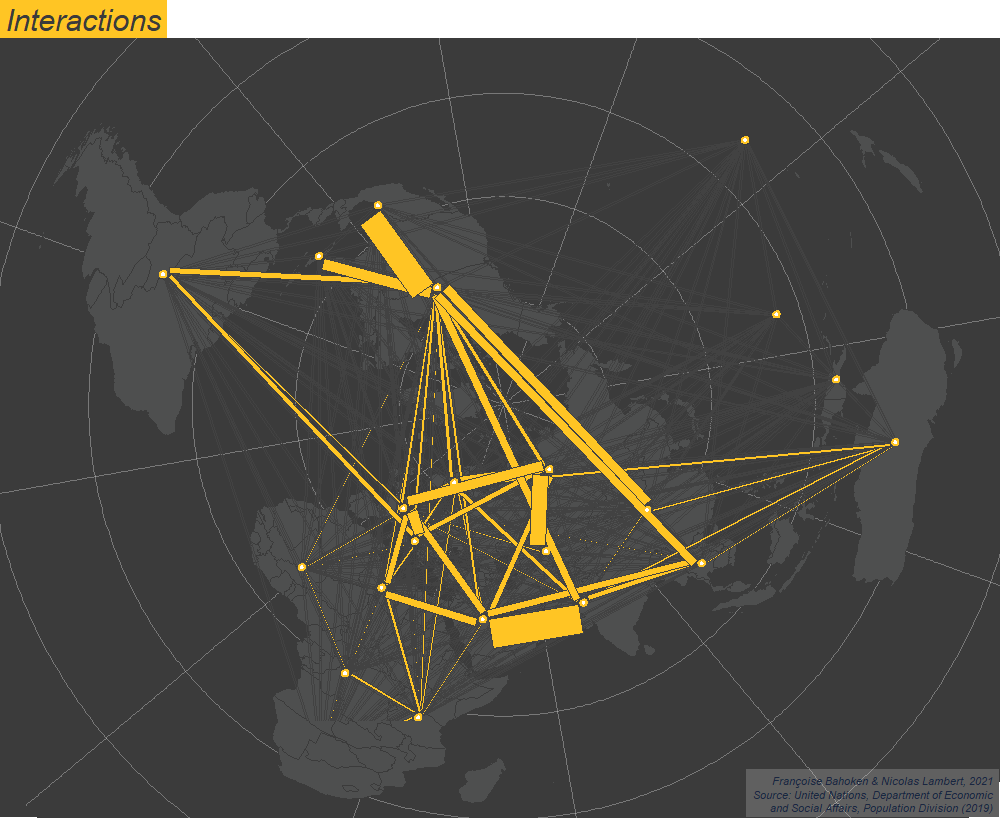 Interactions
Françoise Bahoken & Nicolas Lambert, 2021
Source: United Nations, Department of Economic
and Social Affairs, Population Division (2019)